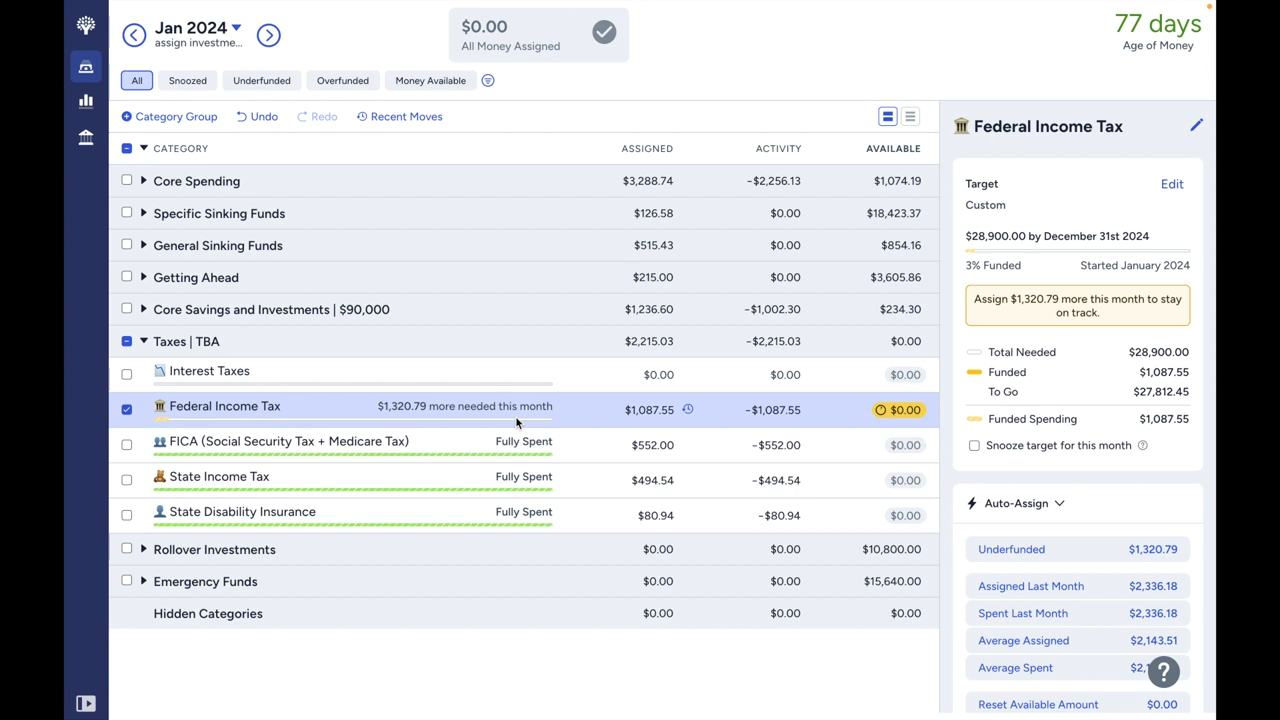 Jan 2024
assign investme...
$0.00
All Money Assigned
77 days
Age of Money
All
Snoozed
Underfunded
Overfunded
Money Available
Category Group
Undo
Redo
Recent Moves
CATEGORY ASSIGNED ACTIVITY AVAILABLE
Core Spending $3,288.74 -$2,256.13 $1,074.19
Specific Sinking Funds $126.58 $0.00 $18,423.37
General Sinking Funds $515.43 $0.00 $854.16
Getting Ahead $215.00 $0.00 $3,605.86
Core Savings and Investments | $90,000 $1,236.60 -$1,002.30 $234.30
Taxes | TBA $2,215.03 -$2,215.03 $0.00
Interest Taxes $0.00 $0.00 $0.00
Federal Income Tax $1,320.79 more needed this month $1,087.55 -$1,087.55 $0.00
FICA (Social Security Tax + Medicare Tax) Fully Spent $552.00 -$552.00 $0.00
State Income Tax Fully Spent $494.54 -$494.54 $0.00
State Disability Insurance Fully Spent $80.94 -$80.94 $0.00
Rollover Investments $0.00 $0.00 $10,800.00
Emergency Funds $0.00 $0.00 $15,640.00
Hidden Categories $0.00 $0.00 $0.00
Federal Income Tax
Target Edit
Custom
$28,900.00 by December 31st 2024
3% Funded Started January 2024
Assign $1,320.79 more this month to stay
on track.
Total Needed $28,900.00
Funded $1,087.55
To Go $27,812.45
Funded Spending $1,087.55
Snooze target for this month ?
Auto-Assign
Underfunded $1,320.79
Assigned Last Month $2,336.18
Spent Last Month $2,336.18
Average Assigned $2,143.51
Average Spent
?
Reset Available Amount $0.00